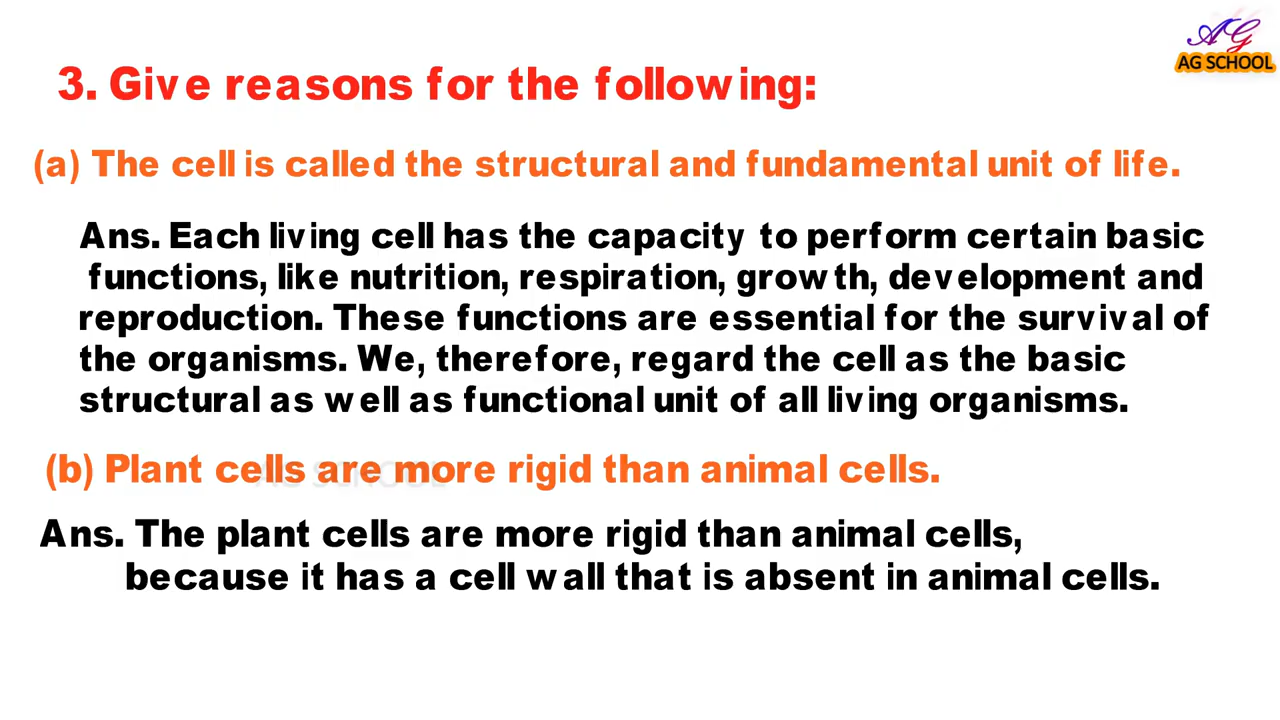 AG
AG SCHOOL
3. Give reasons for the following:
(a) The cell is called the structural and fundamental unit of life.
Ans. Each living cell has the capacity to perform certain basic
functions, like nutrition, respiration, growth, development and
reproduction. These functions are essential for the survival of
the organisms. We, therefore, regard the cell as the basic
structural as well as functional unit of all living organisms.
(b) Plant cells are more rigid than animal cells.
AG SCHOOL
Ans. The plant cells are more rigid than animal cells,
because it has a cell wall that is absent in animal cells.